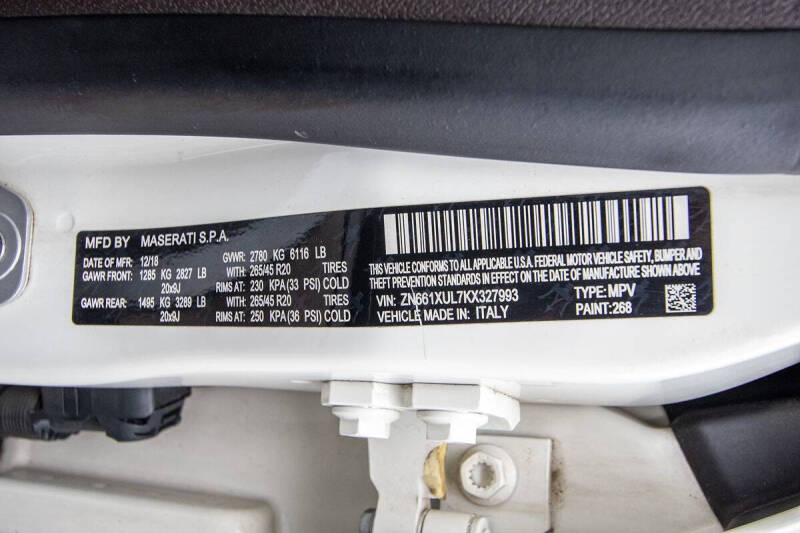 MFD BY MASERATI S.P.A.
DATE OF MFR: 12/18 GVWR: 2780 KG 6116 LB
GAWR FRONT: 1285 KG 2827 LB WITH: 265/45 R20 TIRES
20x9J RIMS AT: 230 KPA(33 PSI) COLD
GAWR REAR: 1495 KG 3289 LB WITH: 265/45 R20 TIRES
20x9J RIMS AT: 250 KPA(36 PSI) COLD
THIS VEHICLE CONFORMS TO ALL APPLICABLE U.S.A. FEDERAL MOTOR VEHICLE SAFETY, BUMPER AND
THEFT PREVENTION STANDARDS IN EFFECT ON THE DATE OF MANUFACTURE SHOWN ABOVE
VIN: ZN661XUL7KX327993 TYPE: MPV
VEHICLE MADE IN: ITALY PAINT:268